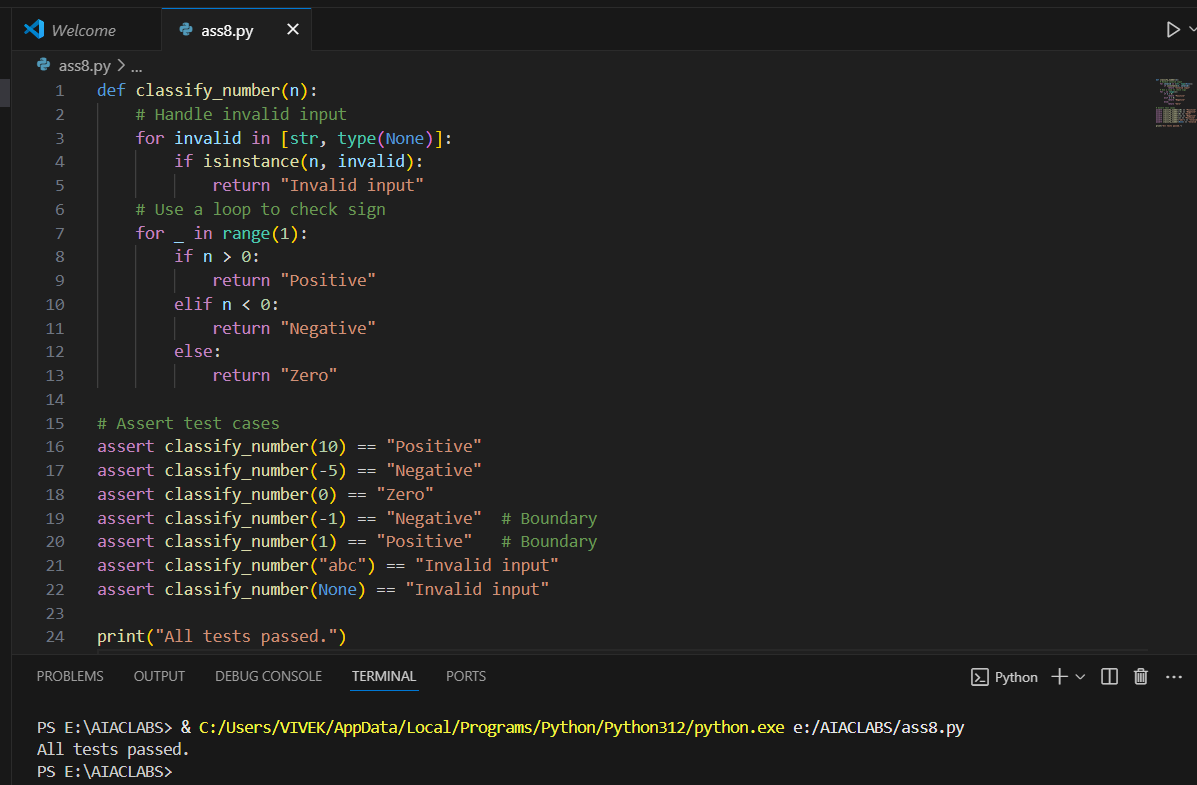 Welcome
ass8.py
ass8.py > ...
1 def classify_number(n):
2     # Handle invalid input
3     for invalid in [str, type(None)]:
4         if isinstance(n, invalid):
5             return "Invalid input"
6     # Use a loop to check sign
7     for _ in range(1):
8         if n > 0:
9             return "Positive"
10         elif n < 0:
11             return "Negative"
12         else:
13             return "Zero"
14
15 # Assert test cases
16 assert classify_number(10) == "Positive"
17 assert classify_number(-5) == "Negative"
18 assert classify_number(0) == "Zero"
19 assert classify_number(-1) == "Negative"  # Boundary
20 assert classify_number(1) == "Positive"   # Boundary
21 assert classify_number("abc") == "Invalid input"
22 assert classify_number(None) == "Invalid input"
23
24 print("All tests passed.")
PROBLEMS OUTPUT DEBUG CONSOLE TERMINAL PORTS Python
PS E:\AIACLABS> & C:/Users/VIVEK/AppData/Local/Programs/Python/Python312/python.exe e:/AIACLABS/ass8.py
All tests passed.
PS E:\AIACLABS>